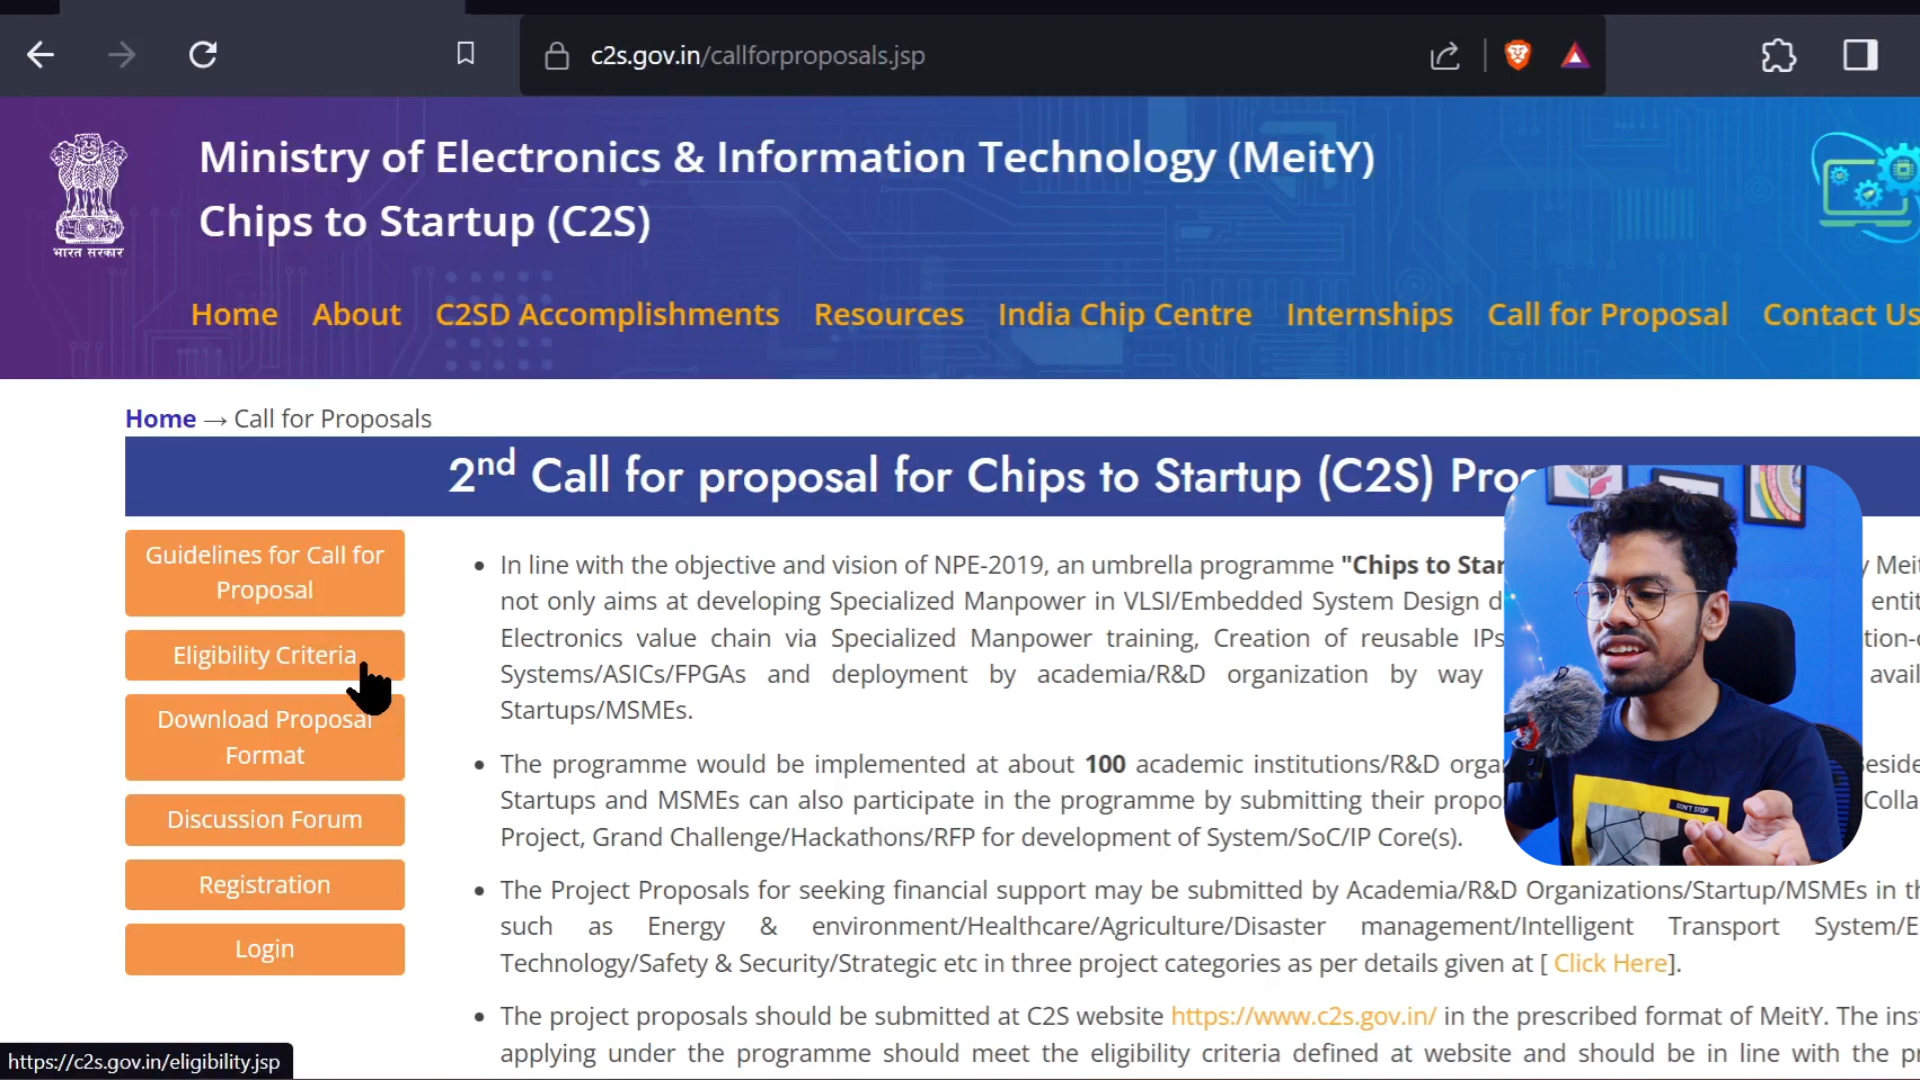 c2s.gov.in/callforproposals.jsp
Ministry of Electronics & Information Technology (MeitY)
Chips to Startup (C2S)
भारत सरकार
Home About C2SD Accomplishments Resources India Chip Centre Internships Call for Proposal Contact Us
Home → Call for Proposals
2nd Call for proposal for Chips to Startup (C2S)
Guidelines for Call for
Proposal
Eligibility Criteria
Download Proposal
Format
Discussion Forum
Registration
Login
• In line with the objective and vision of NPE-2019, an umbrella programme "Chips to
not only aims at developing Specialized Manpower in VLSI/Embedded System Design
Electronics value chain via Specialized Manpower training, Creation of reusable IPs
Systems/ASICs/FPGAs and deployment by academia/R&D organization by way
Startups/MSMEs.
• The programme would be implemented at about 100 academic institutions/R&D
Startups and MSMEs can also participate in the programme by submitting their
Project, Grand Challenge/Hackathons/RFP for development of System/SoC/IP Core(s).
• The Project Proposals for seeking financial support may be submitted by Academia/R&D Organizations/Startup/MSMEs in
such as Energy & environment/Healthcare/Agriculture/Disaster management/Intelligent Transport
Technology/Safety & Security/Strategic etc in three project categories as per details given at [ Click Here].
• The project proposals should be submitted at C2S website https://www.c2s.gov.in/ in the prescribed format of MeitY. The
applying under the programme should meet the eligibility criteria defined at website and should be in line with the
DON'T STOP
https://c2s.gov.in/eligibility.jsp